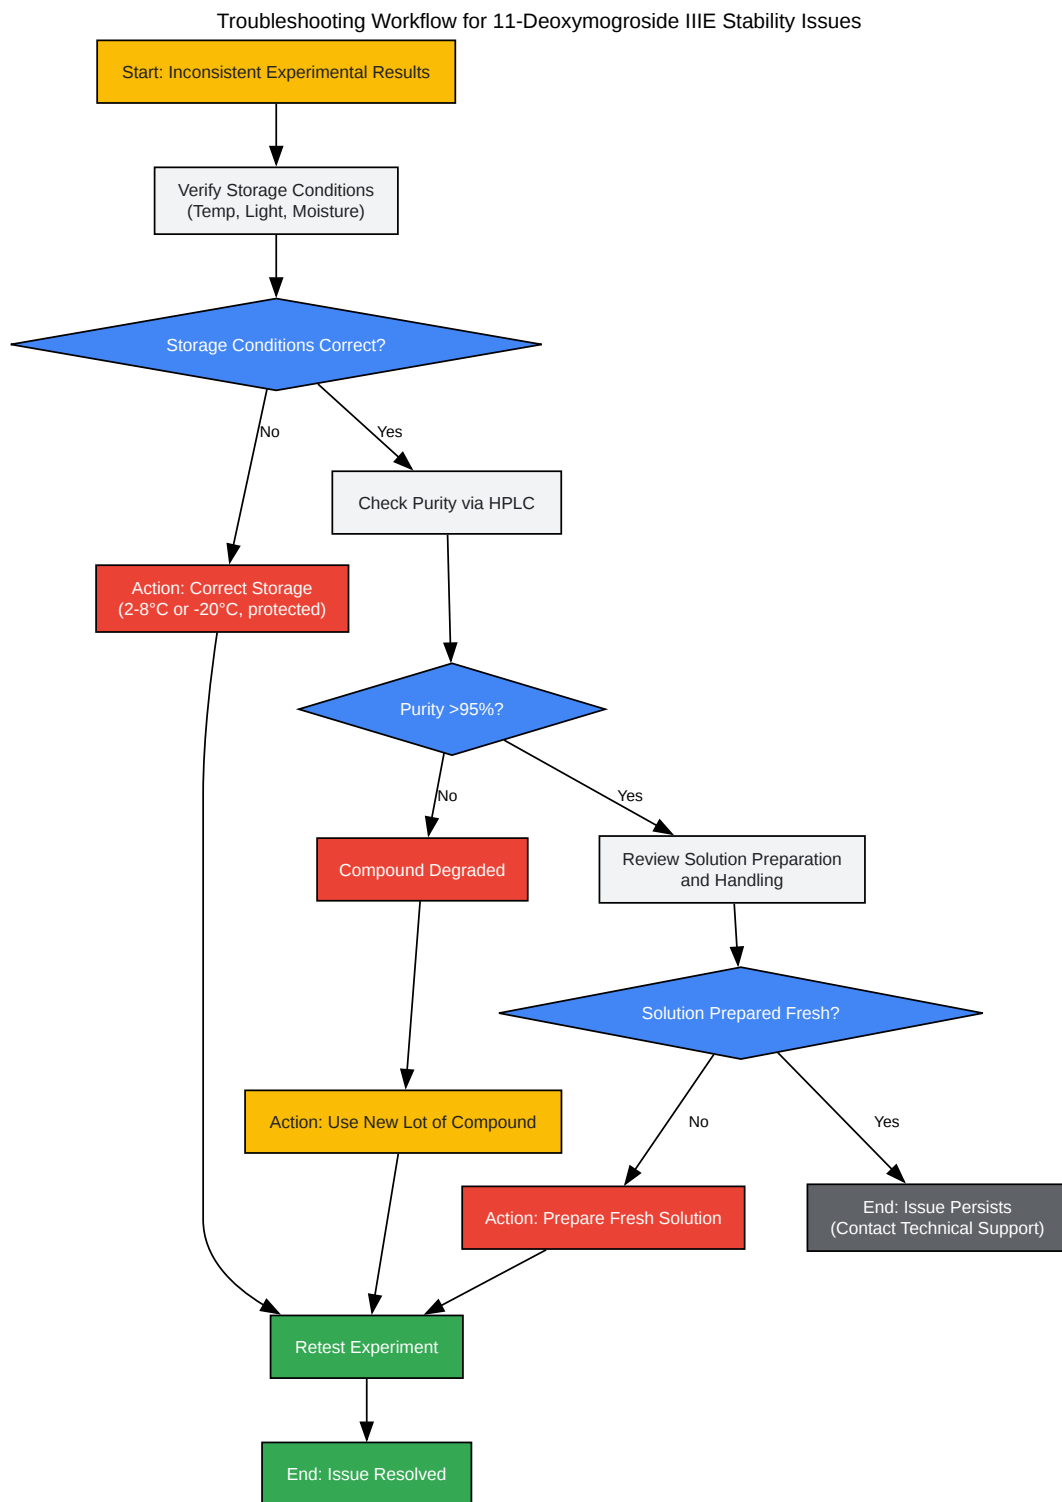 Troubleshooting Workflow for 11-Deoxymogroside IIIE Stability Issues
Start: Inconsistent Experimental Results
Verify Storage Conditions
(Temp, Light, Moisture)
Storage Conditions Correct?
No
Yes
Check Purity via HPLC
Action: Correct Storage
(2-8°C or -20°C, protected)
Purity >95%?
No
Yes
Compound Degraded
Review Solution Preparation
and Handling
Solution Prepared Fresh?
Action: Use New Lot of Compound
No
Yes
Action: Prepare Fresh Solution
End: Issue Persists
(Contact Technical Support)
Retest Experiment
End: Issue Resolved